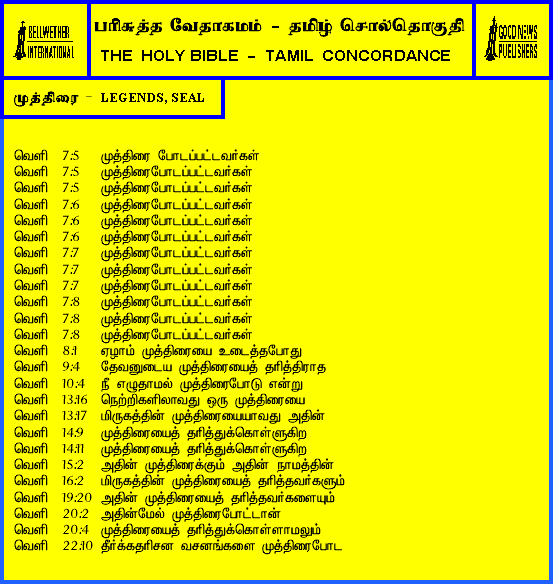 BELLWETHER
INTERNATIONAL
பரிசுத்த வேதாகமம் - தமிழ் சொல்தொகுதி
THE HOLY BIBLE - TAMIL CONCORDANCE
GOOD NEWS
PUBLISHERS
முத்திரை - LEGENDS, SEAL
வெளி 7:5 முத்திரை போடப்பட்டவர்கள்
வெளி 7:5 முத்திரைபோடப்பட்டவர்கள்
வெளி 7:5 முத்திரைபோடப்பட்டவர்கள்
வெளி 7:6 முத்திரைபோடப்பட்டவர்கள்
வெளி 7:6 முத்திரைபோடப்பட்டவர்கள்
வெளி 7:6 முத்திரைபோடப்பட்டவர்கள்
வெளி 7:7 முத்திரைபோடப்பட்டவர்கள்
வெளி 7:7 முத்திரைபோடப்பட்டவர்கள்
வெளி 7:7 முத்திரைபோடப்பட்டவர்கள்
வெளி 7:8 முத்திரைபோடப்பட்டவர்கள்
வெளி 7:8 முத்திரைபோடப்பட்டவர்கள்
வெளி 7:8 முத்திரைபோடப்பட்டவர்கள்
வெளி 8:1 ஏழாம் முத்திரையை உடைத்தபோது
வெளி 9:4 தேவனுடைய முத்திரையைத் தரித்திராத
வெளி 10:4 நீ எழுதாமல் முத்திரைபோடு என்று
வெளி 13:16 நெற்றிகளிலாவது ஒரு முத்திரையை
வெளி 13:17 மிருகத்தின் முத்திரையையாவது அதின்
வெளி 14:9 முத்திரையைத் தரித்துக்கொள்ளுகிற
வெளி 14:11 முத்திரையைத் தரித்துக்கொள்ளுகிற
வெளி 15:2 அதின் முத்திரைக்கும் அதின் நாமத்தின்
வெளி 16:2 மிருகத்தின் முத்திரையைத் தரித்தவர்களும்
வெளி 19:20 அதின் முத்திரையைத் தரித்தவர்களையும்
வெளி 20:2 அதின்மேல் முத்திரைபோட்டான்
வெளி 20:4 முத்திரையைத் தரித்துக்கொள்ளாமலும்
வெளி 22:10 தீர்க்கதரிசன வசனங்களை முத்திரைபோட